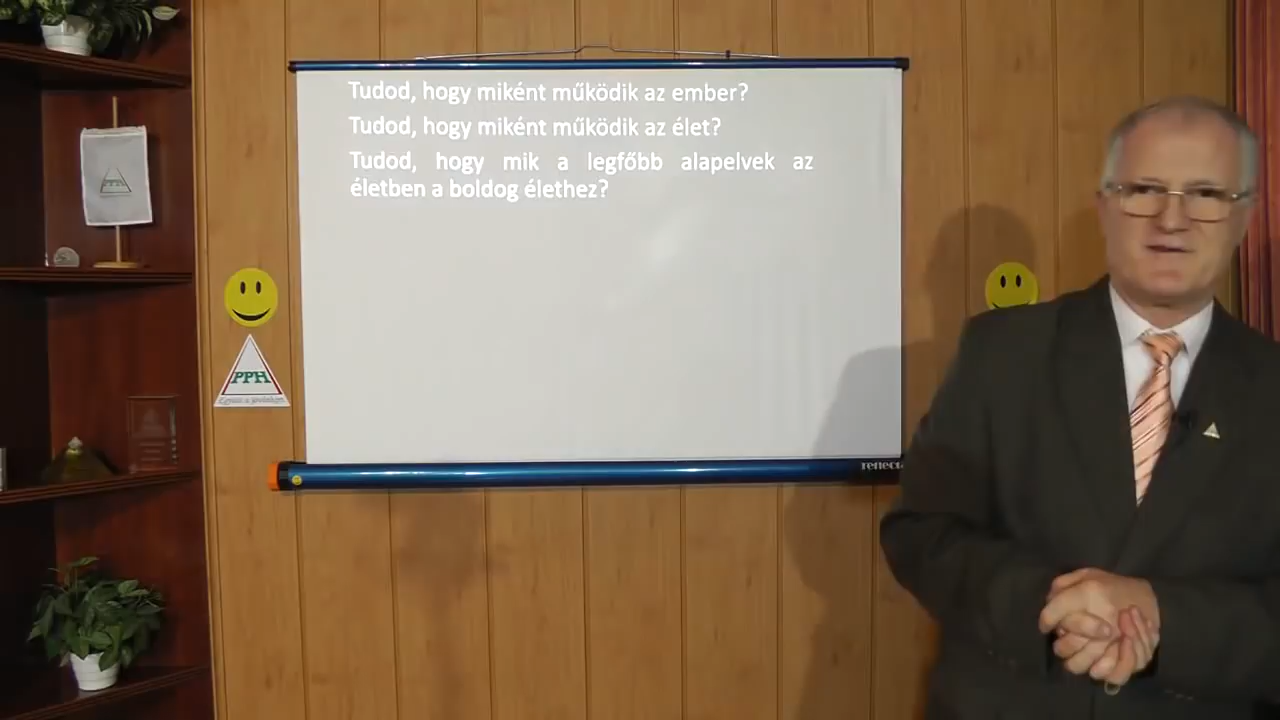 Tudod, hogy miként működik az ember?
Tudod, hogy miként működik az élet?
Tudod, hogy mik a legfőbb alapelvek az
életben a boldog élethez?
PPH
PPH